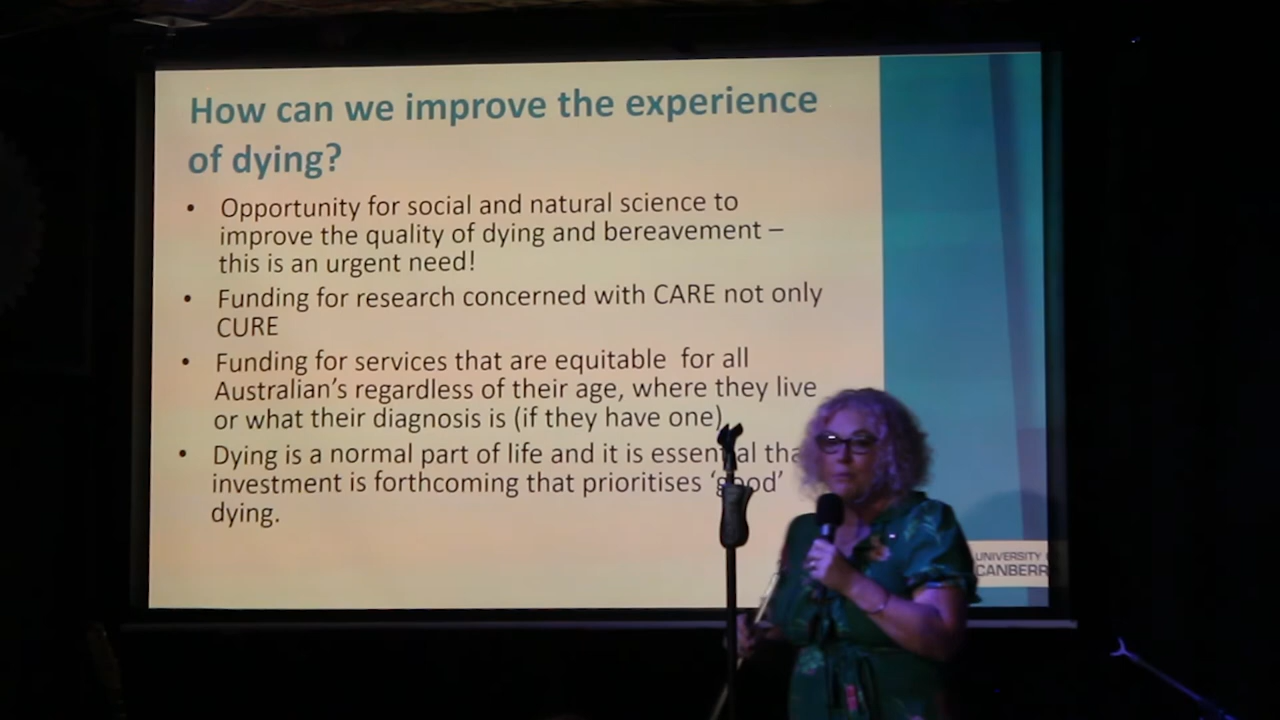 How can we improve the experience
of dying?
• Opportunity for social and natural science to
improve the quality of dying and bereavement –
this is an urgent need!
• Funding for research concerned with CARE not only
CURE
• Funding for services that are equitable for all
Australian's regardless of their age, where they live
or what their diagnosis is (if they have one)
• Dying is a normal part of life and it is essential
investment is forthcoming that prioritises ‘good’
dying.
UNIVERSITY
CANBERR